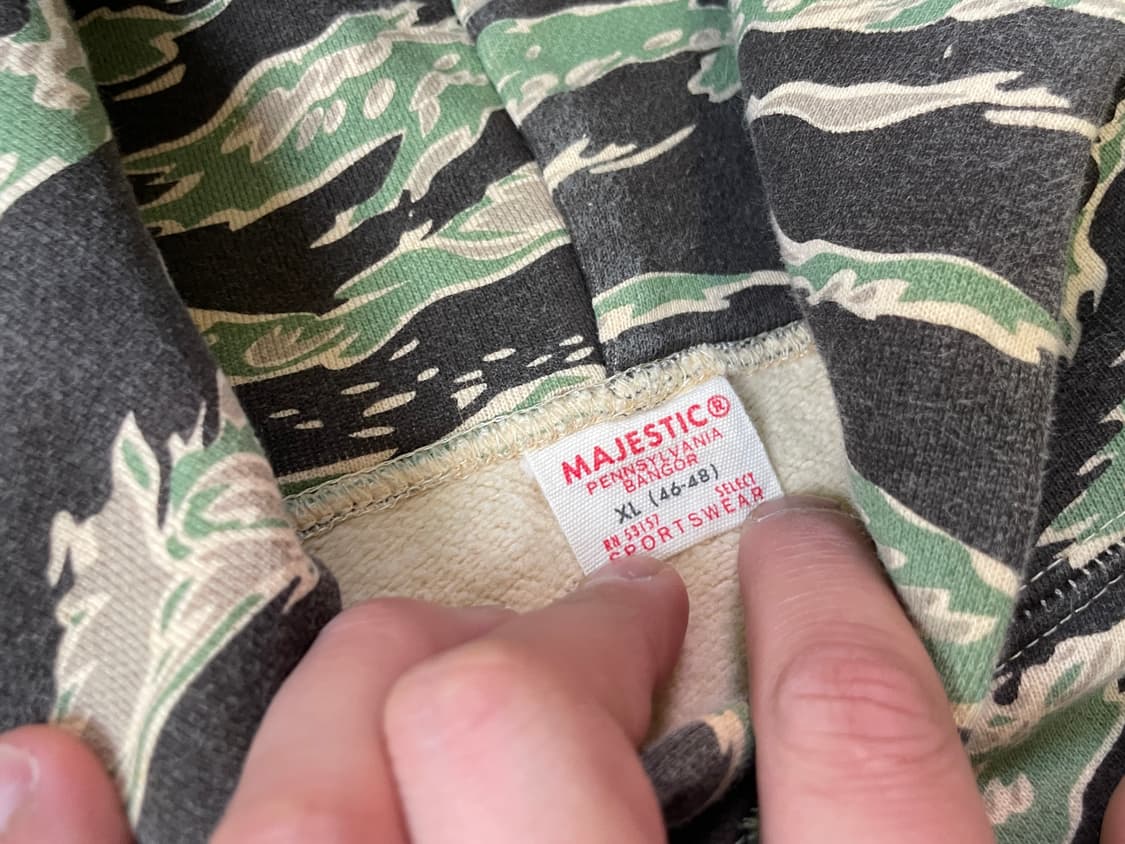 MAJESTIC®
PENNSYLVANIA
BANGOR
XL (46-48)
RN 53157 SELECT
SPORTSWEAR